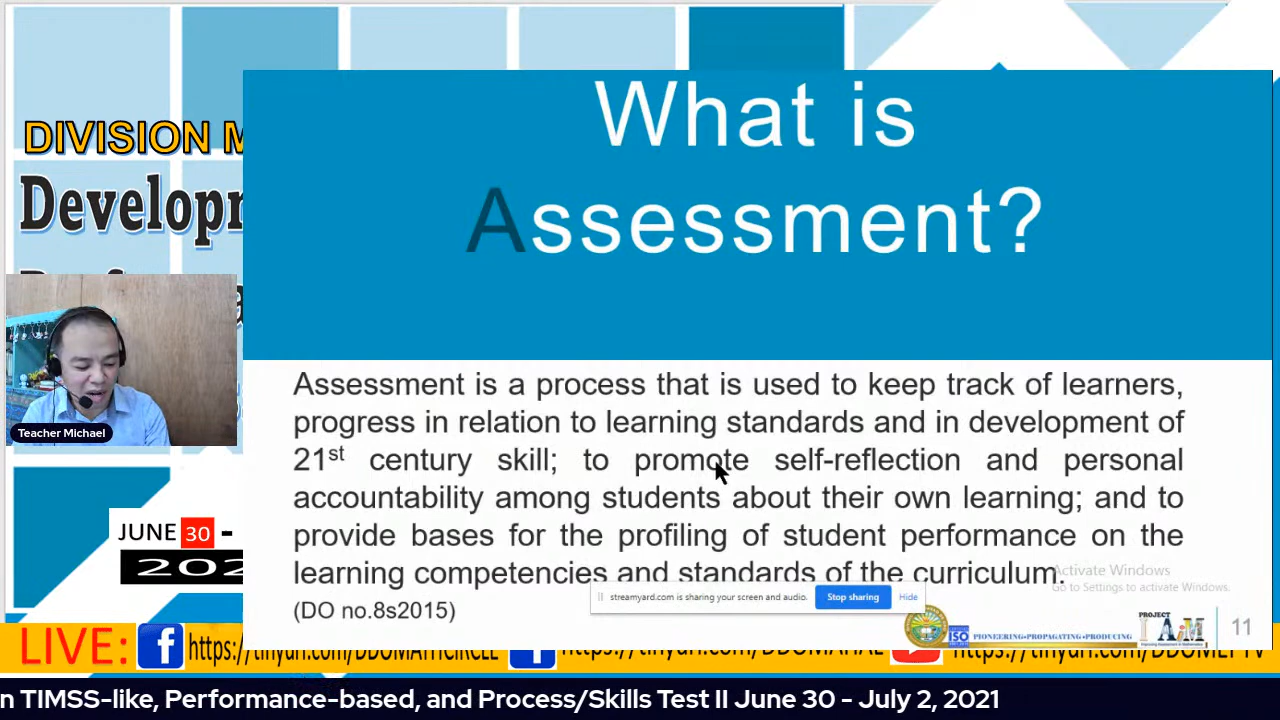 DIVISION M
Developm
What is
Assessment?
Teacher Michael
JUNE 30 -
202
Assessment is a process that is used to keep track of learners,
progress in relation to learning standards and in development of
21st century skill; to promote self-reflection and personal
accountability among students about their own learning; and to
provide bases for the profiling of student performance on the
learning competencies and standards of the curriculum.
(DO no.8s2015)
Activate Windows
Go to Settings to activate Windows.
streamyard.com is sharing your screen and audio.
Stop sharing
Hide
ISO
PIONEERING•PROPAGATING•PRODUCING
PROJECT
I AiM
11
LIVE:
n TIMSS-like, Performance-based, and Process/Skills Test II June 30 - July 2, 2021